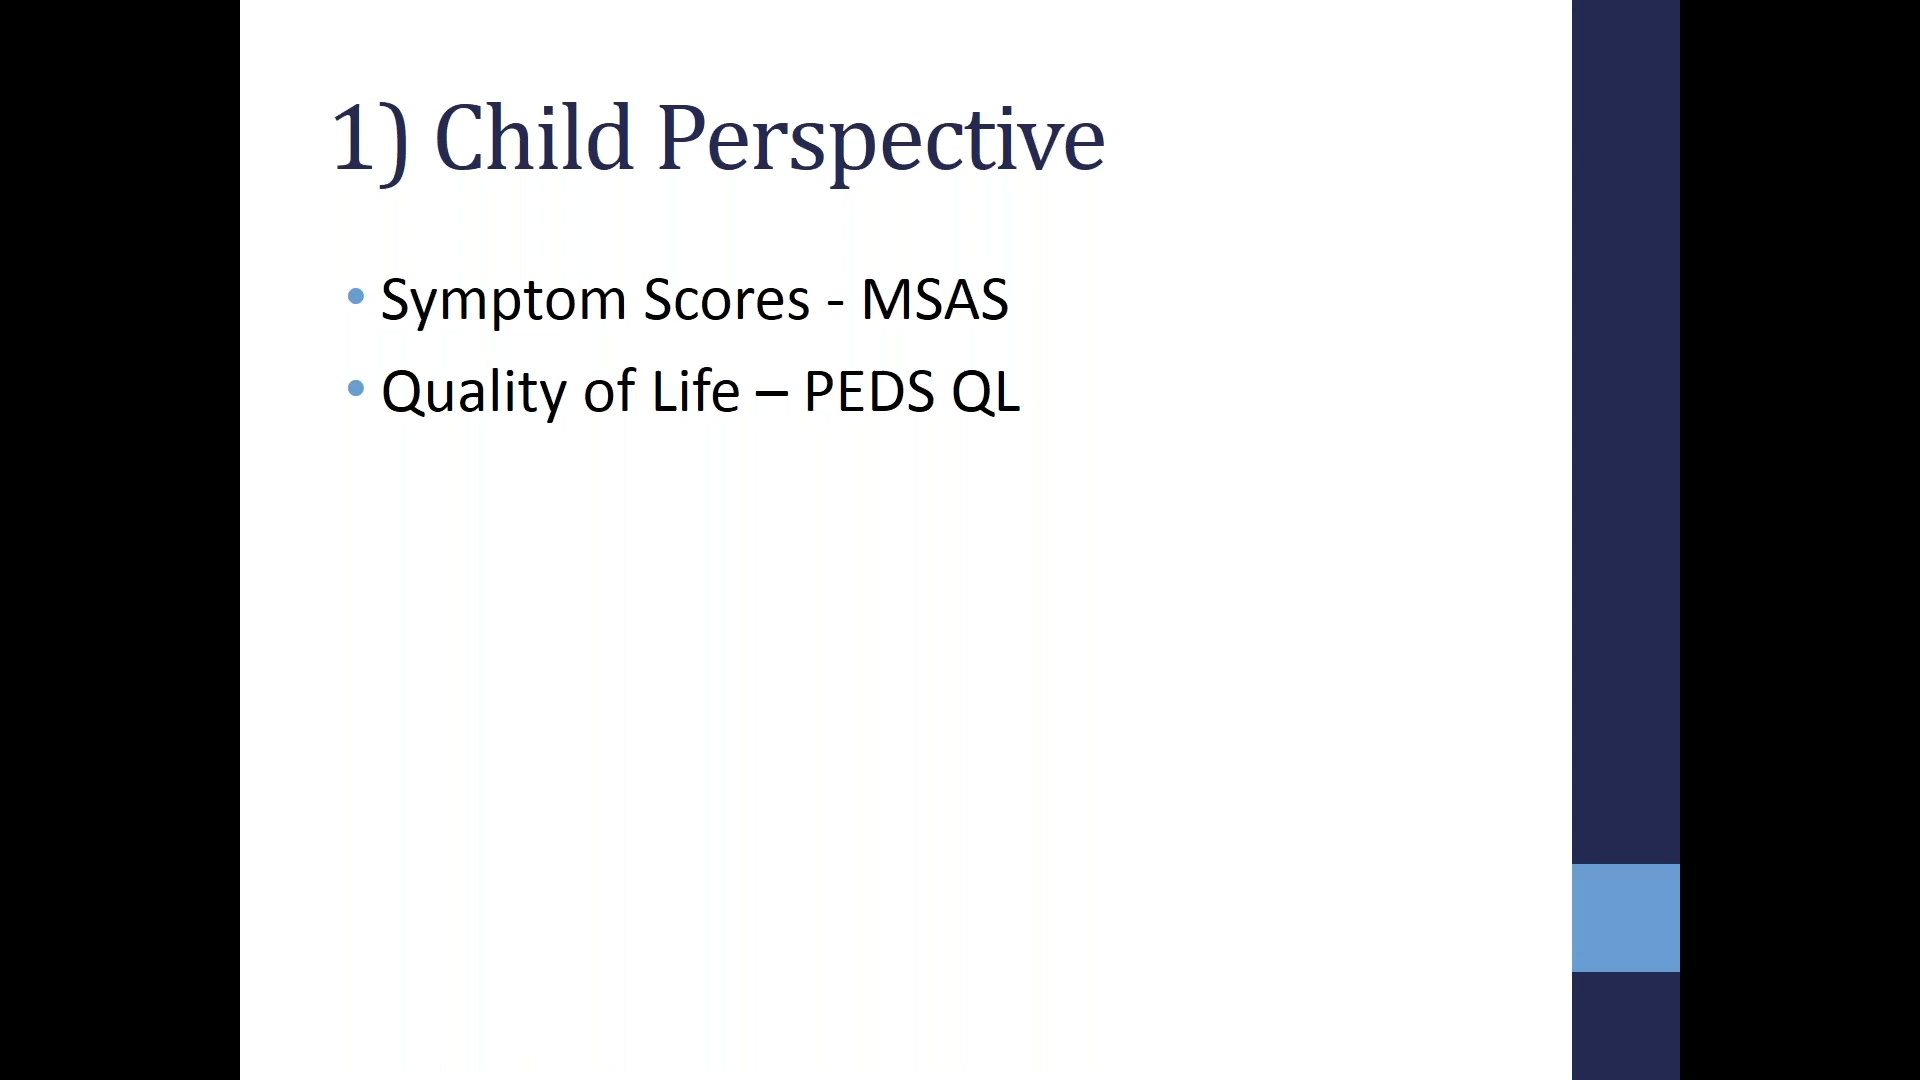 1) Child Perspective
• Symptom Scores - MSAS
• Quality of Life – PEDS QL